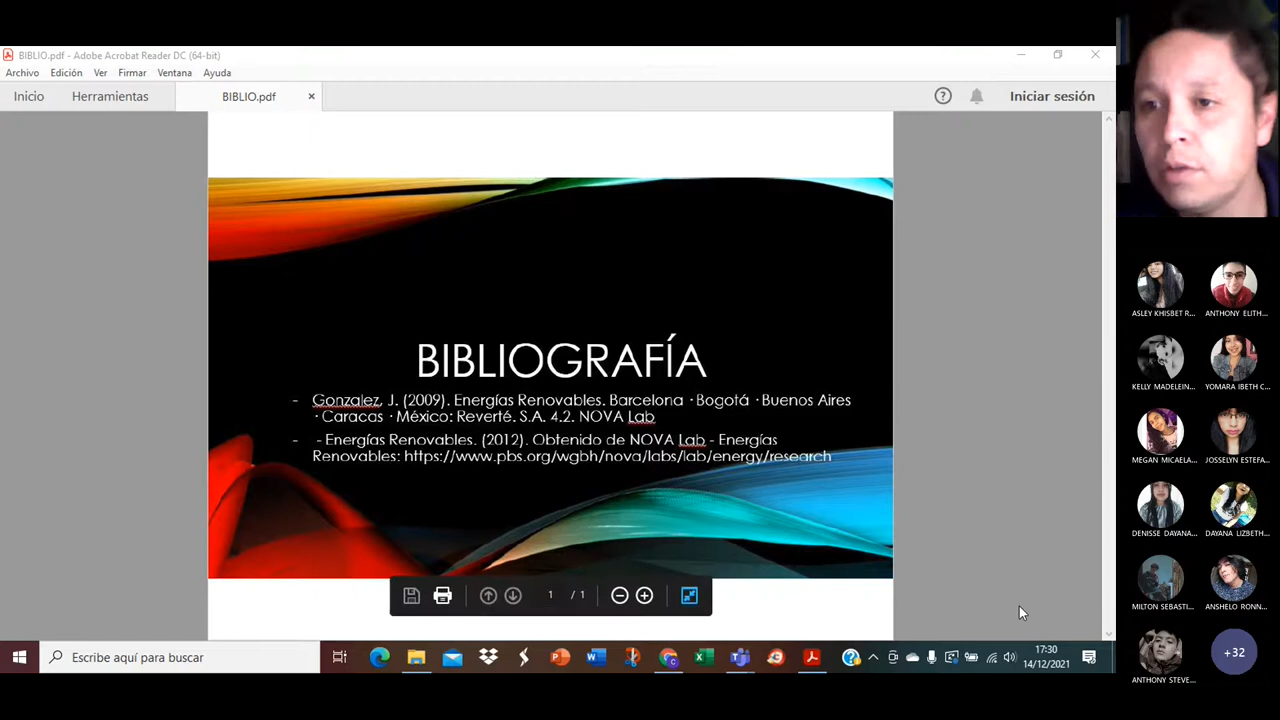 BIBLIO.pdf - Adobe Acrobat Reader DC (64-bit)
Archivo Edición Ver Firmar Ventana Ayuda
Inicio Herramientas BIBLIO.pdf Iniciar sesión
BIBLIOGRAFÍA
- Gonzalez, J. (2009). Energías Renovables. Barcelona · Bogotá · Buenos Aires
· Caracas · México: Reverté. S.A. 4.2. NOVA Lab
- - Energías Renovables. (2012). Obtenido de NOVA Lab - Energías
Renovables: https://www.pbs.org/wgbh/nova/labs/lab/energy/research
1 / 1
Escribe aquí para buscar
17:30
14/12/2021
ASLEY KHISBET R... ANTHONY ELITH...
KELLY MADELEIN... YOMARA IBETH C...
MEGAN MICAELA... JOSSELYN ESTEFA...
DENISSE DAYANA... DAYANA LIZBETH...
MILTON SEBASTI... ANSHELO RONN...
ANTHONY STEVE... +32